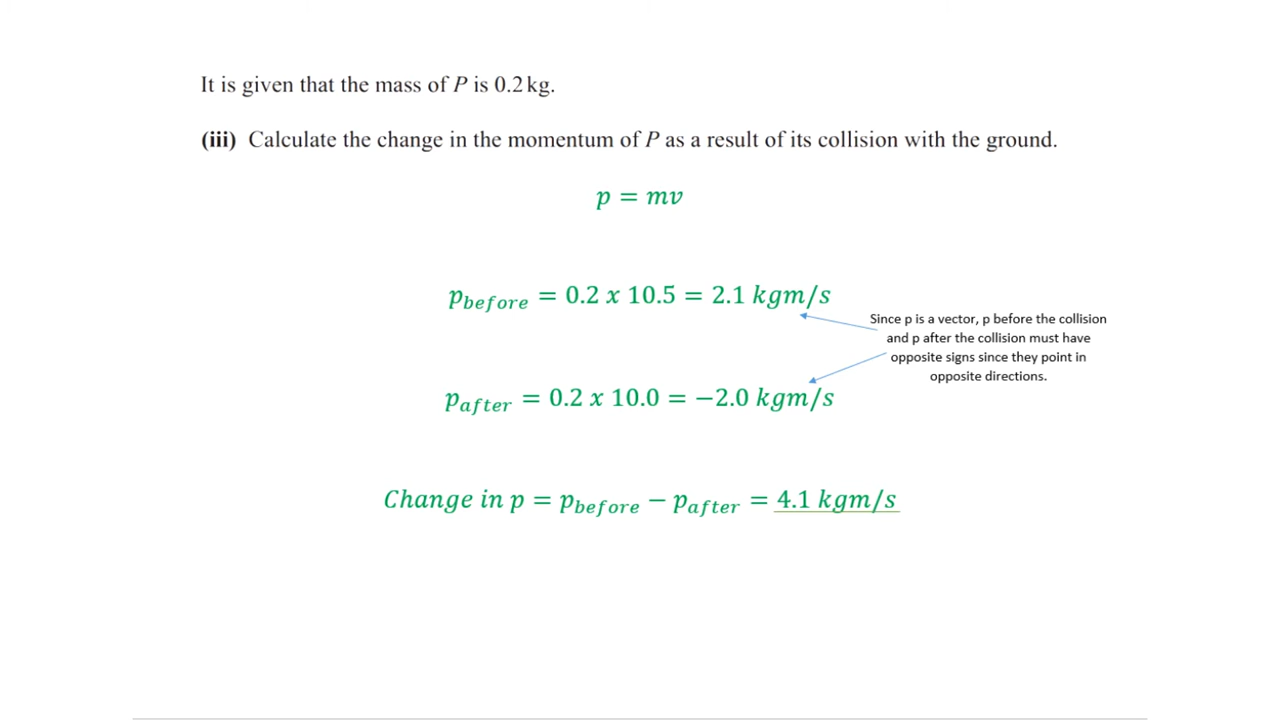 It is given that the mass of P is 0.2 kg.
(iii) Calculate the change in the momentum of P as a result of its collision with the ground.
p = mv
p_before = 0.2 x 10.5 = 2.1 kgm/s
Since p is a vector, p before the collision
and p after the collision must have
opposite signs since they point in
opposite directions.
p_after = 0.2 x 10.0 = −2.0 kgm/s
Change in p = p_before − p_after = 4.1 kgm/s